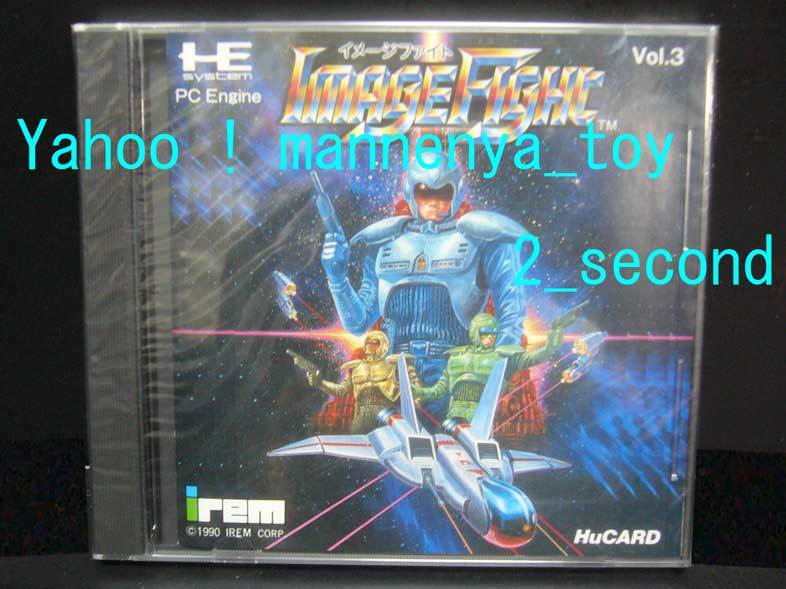 HE
system
PC Engine
イメージファイト
IMAGE FIGHT
TM
Vol.3
Yahoo ! mannenya_toy
2_second
irem
©1990 IREM CORP
HuCARD